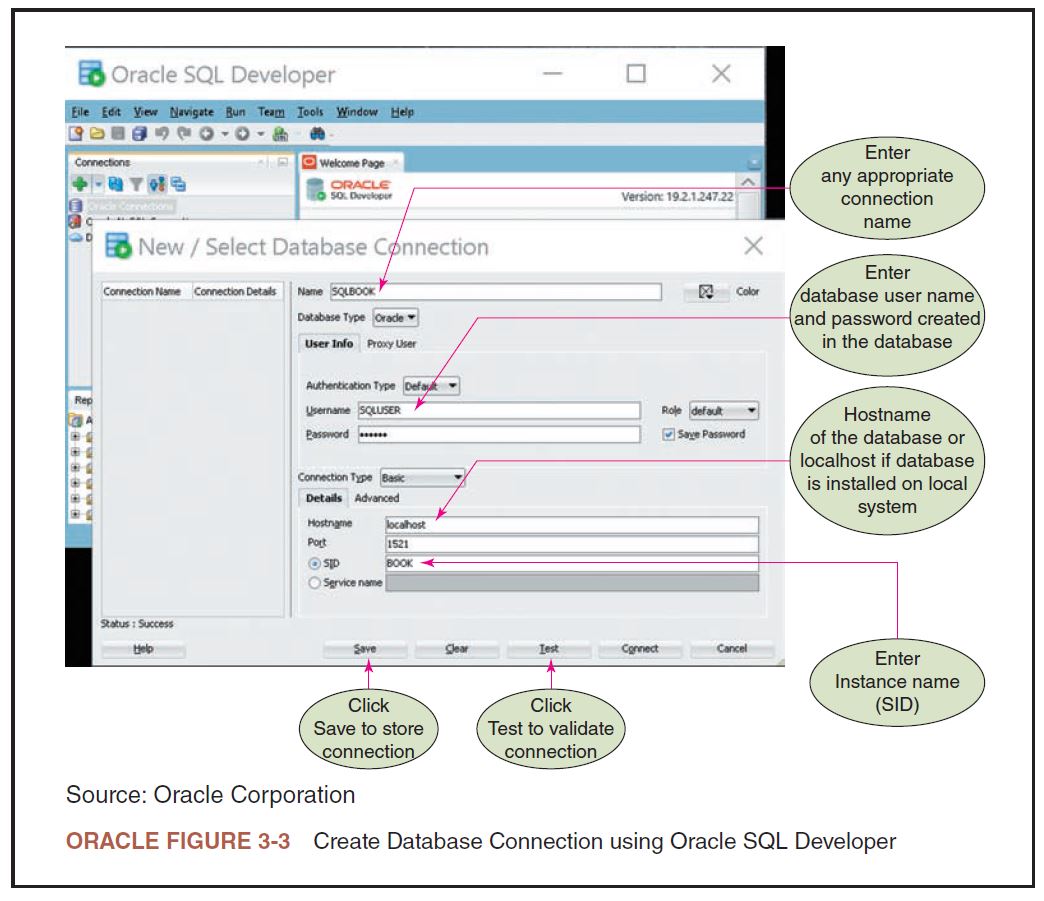 Oracle SQL Developer
File Edit View Navigate Run Team Tools Window Help
Connections
Welcome Page
Oracle Connections
ORACLE
SQL Developer
Version: 19.2.1.247.22
New / Select Database Connection
Connection Name Connection Details
Name SQLBOOK
Color
Database Type Oracle
User Info Proxy User
Authentication Type Default
Username SQLUSER
Role default
Password ••••••
Save Password
Rep
Connection Type Basic
Details Advanced
Hostname localhost
Port 1521
SID BOOK
Service name
Status : Success
Help Save Clear Test Connect Cancel
Enter
any appropriate
connection
name
Enter
database user name
and password created
in the database
Hostname
of the database or
localhost if database
is installed on local
system
Enter
Instance name
(SID)
Click
Save to store
connection
Click
Test to validate
connection
Source: Oracle Corporation
ORACLE FIGURE 3-3 Create Database Connection using Oracle SQL Developer